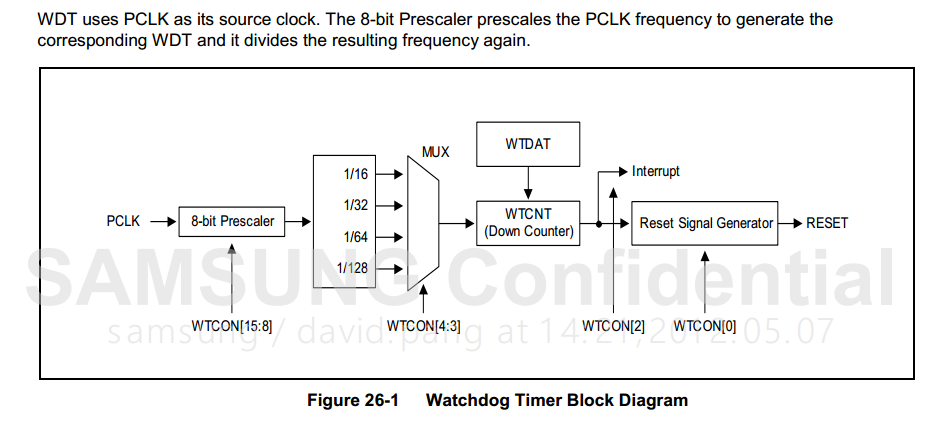 WDT uses PCLK as its source clock. The 8-bit Prescaler prescales the PCLK frequency to generate the
corresponding WDT and it divides the resulting frequency again.
MUX
WTDAT
1/16
Interrupt
1/32
PCLK
8-bit Prescaler
WTCNT
(Down Counter)
Reset Signal Generator
RESET
1/64
1/128
SAMSUNG Confidential
WTCON[15:8]
WTCON[4:3]
WTCON[2]
WTCON[0]
samsung / david.pang at 14:21,2012.05.07
Figure 26-1 Watchdog Timer Block Diagram